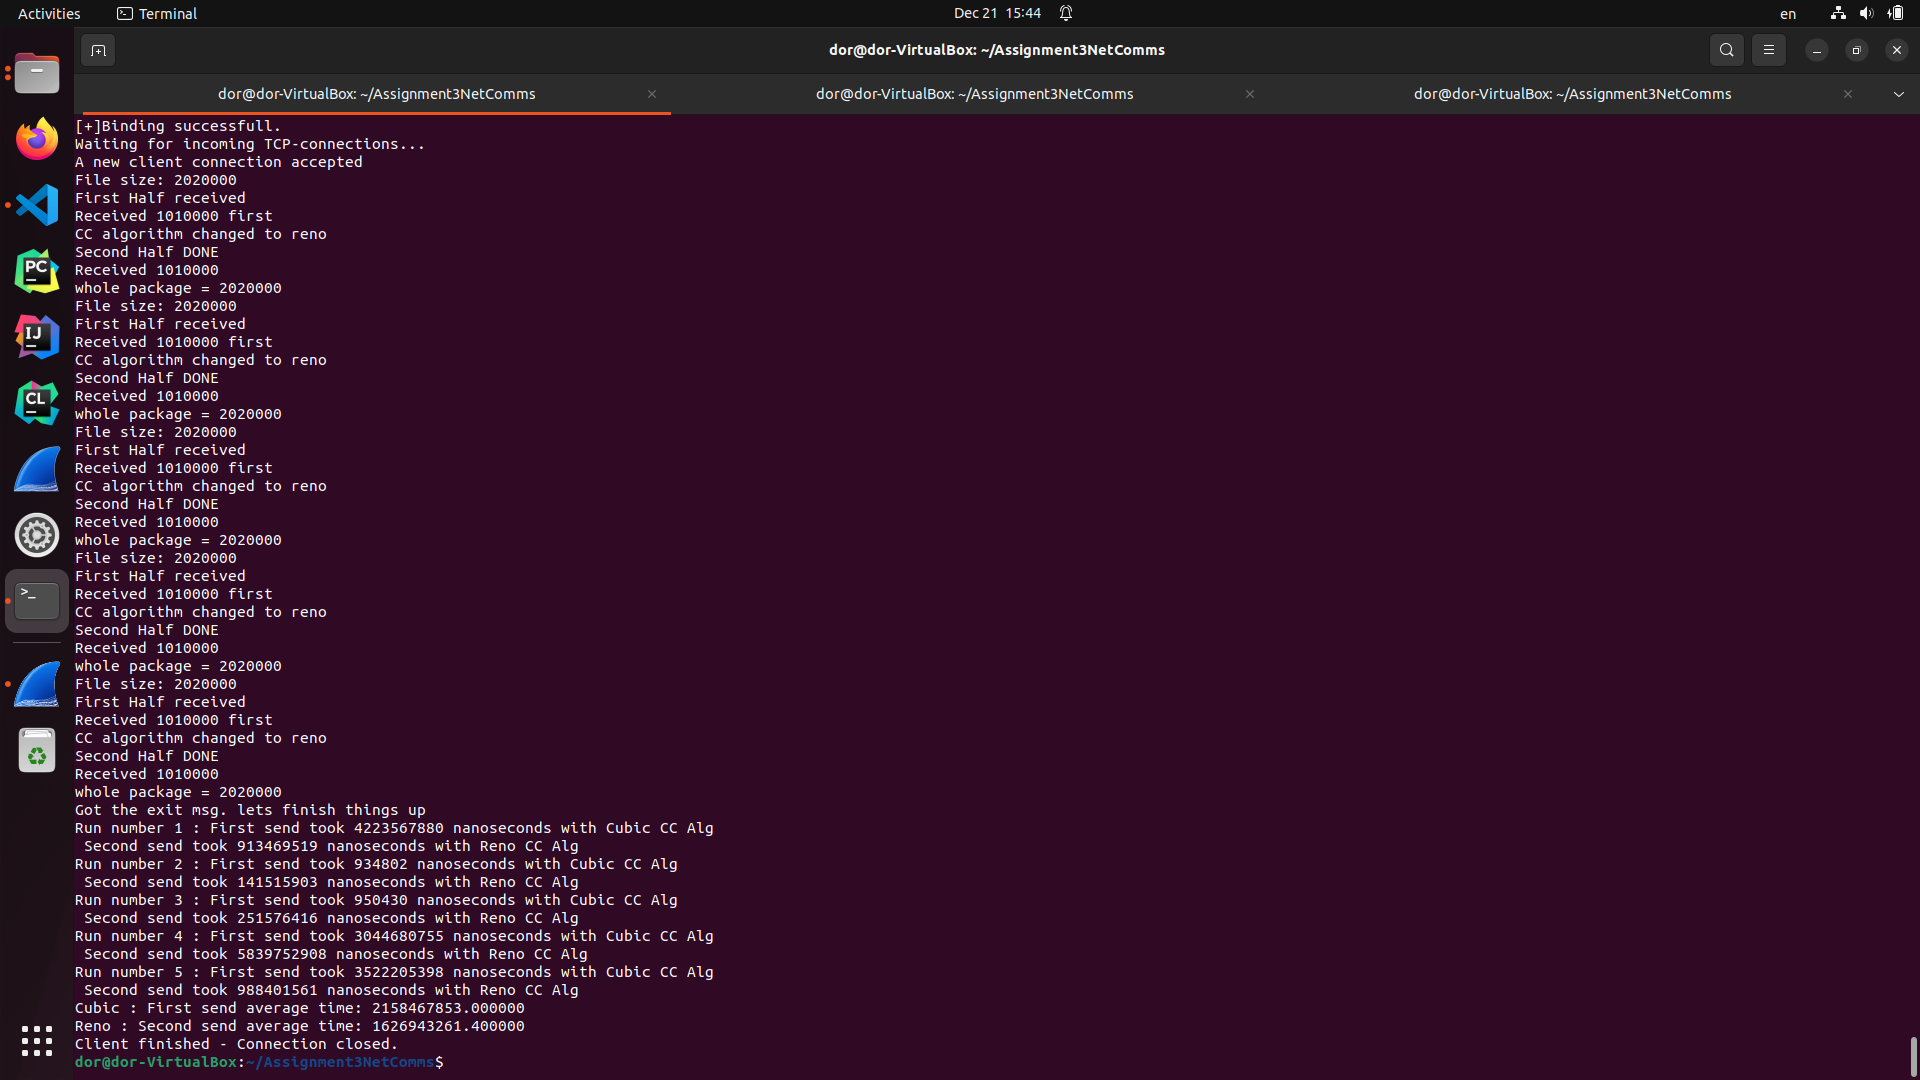 Activities
Terminal
Dec 21 15:44
en
dor@dor-VirtualBox: ~/Assignment3NetComms
dor@dor-VirtualBox: ~/Assignment3NetComms
dor@dor-VirtualBox: ~/Assignment3NetComms
dor@dor-VirtualBox: ~/Assignment3NetComms
PC
IJ
CL
>_
[+]Binding successfull.
Waiting for incoming TCP-connections...
A new client connection accepted
File size: 2020000
First Half received
Received 1010000 first
CC algorithm changed to reno
Second Half DONE
Received 1010000
whole package = 2020000
File size: 2020000
First Half received
Received 1010000 first
CC algorithm changed to reno
Second Half DONE
Received 1010000
whole package = 2020000
File size: 2020000
First Half received
Received 1010000 first
CC algorithm changed to reno
Second Half DONE
Received 1010000
whole package = 2020000
File size: 2020000
First Half received
Received 1010000 first
CC algorithm changed to reno
Second Half DONE
Received 1010000
whole package = 2020000
File size: 2020000
First Half received
Received 1010000 first
CC algorithm changed to reno
Second Half DONE
Received 1010000
whole package = 2020000
Got the exit msg. lets finish things up
Run number 1 : First send took 4223567880 nanoseconds with Cubic CC Alg
 Second send took 913469519 nanoseconds with Reno CC Alg
Run number 2 : First send took 934802 nanoseconds with Cubic CC Alg
 Second send took 141515903 nanoseconds with Reno CC Alg
Run number 3 : First send took 950430 nanoseconds with Cubic CC Alg
 Second send took 251576416 nanoseconds with Reno CC Alg
Run number 4 : First send took 3044680755 nanoseconds with Cubic CC Alg
 Second send took 5839752908 nanoseconds with Reno CC Alg
Run number 5 : First send took 3522205398 nanoseconds with Cubic CC Alg
 Second send took 988401561 nanoseconds with Reno CC Alg
Cubic : First send average time: 2158467853.000000
Reno : Second send average time: 1626943261.400000
Client finished - Connection closed.
dor@dor-VirtualBox:~/Assignment3NetComms$